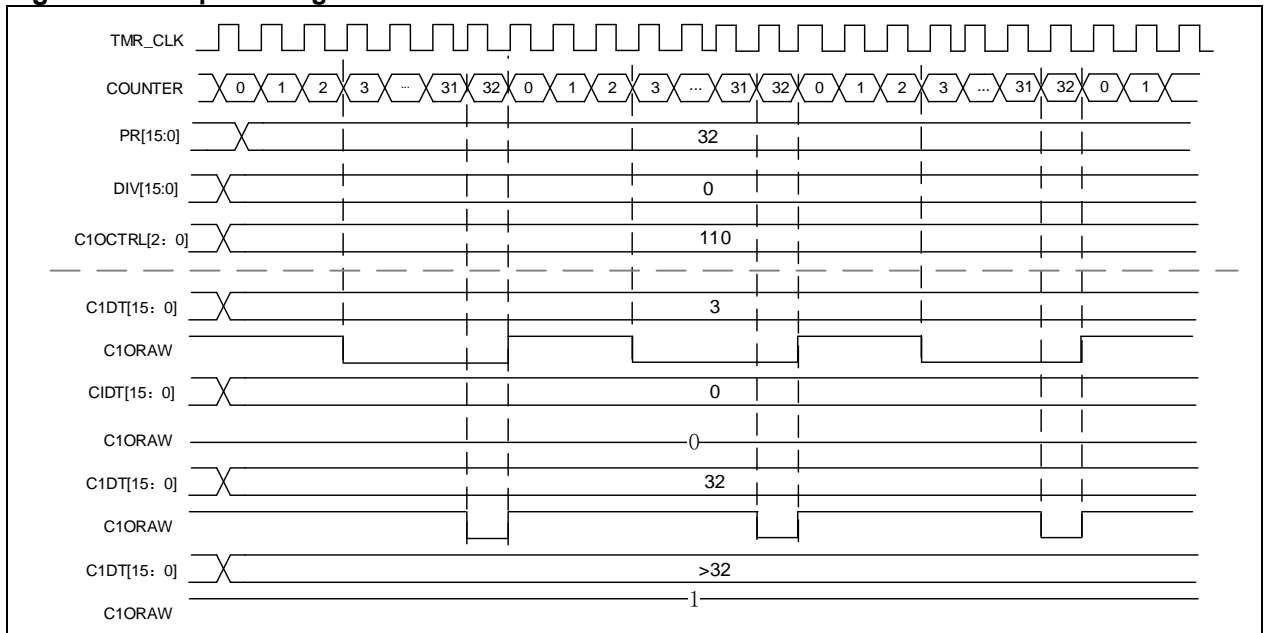 TMR_CLK
COUNTER 0 1 2 3 ... 31 32 0 1 2 3 ... 31 32 0 1 2 3 ... 31 32 0 1
PR[15:0] 32
DIV[15:0] 0
C1OCTRL[2：0] 110
C1DT[15：0] 3
C1ORAW
CIDT[15：0] 0
C1ORAW 0
C1DT[15：0] 32
C1ORAW
C1DT[15：0] >32
C1ORAW 1